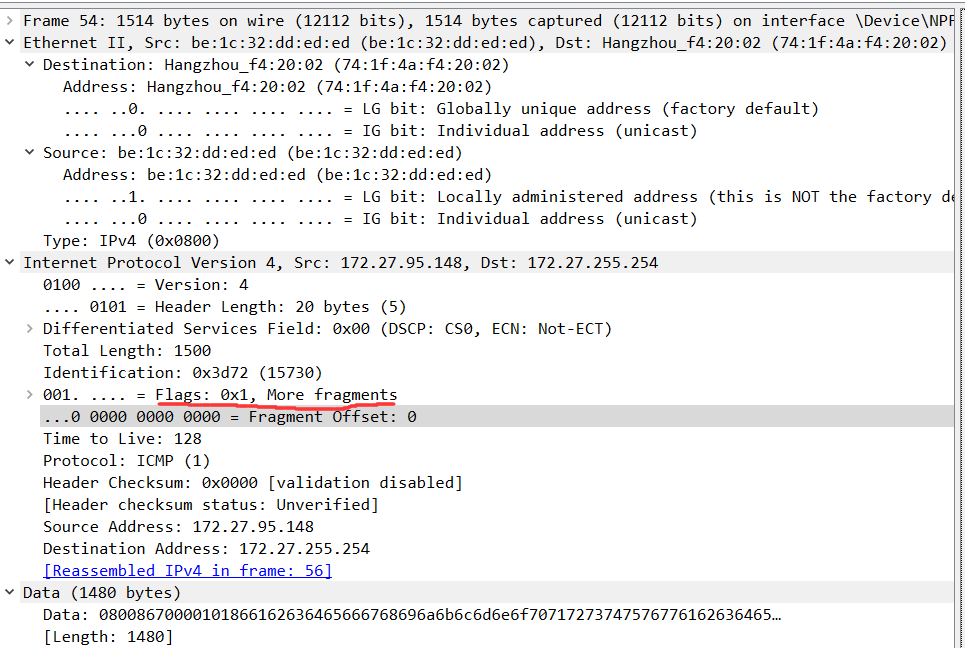 Frame 54: 1514 bytes on wire (12112 bits), 1514 bytes captured (12112 bits) on interface \Device\NPF
Ethernet II, Src: be:1c:32:dd:ed:ed (be:1c:32:dd:ed:ed), Dst: Hangzhou_f4:20:02 (74:1f:4a:f4:20:02)
Destination: Hangzhou_f4:20:02 (74:1f:4a:f4:20:02)
Address: Hangzhou_f4:20:02 (74:1f:4a:f4:20:02)
.... ..0. .... .... .... .... = LG bit: Globally unique address (factory default)
.... ...0 .... .... .... .... = IG bit: Individual address (unicast)
Source: be:1c:32:dd:ed:ed (be:1c:32:dd:ed:ed)
Address: be:1c:32:dd:ed:ed (be:1c:32:dd:ed:ed)
.... ..1. .... .... .... .... = LG bit: Locally administered address (this is NOT the factory de
.... ...0 .... .... .... .... = IG bit: Individual address (unicast)
Type: IPv4 (0x0800)
Internet Protocol Version 4, Src: 172.27.95.148, Dst: 172.27.255.254
0100 .... = Version: 4
.... 0101 = Header Length: 20 bytes (5)
Differentiated Services Field: 0x00 (DSCP: CS0, ECN: Not-ECT)
Total Length: 1500
Identification: 0x3d72 (15730)
001. .... = Flags: 0x1, More fragments
...0 0000 0000 0000 = Fragment Offset: 0
Time to Live: 128
Protocol: ICMP (1)
Header Checksum: 0x0000 [validation disabled]
[Header checksum status: Unverified]
Source Address: 172.27.95.148
Destination Address: 172.27.255.254
[Reassembled IPv4 in frame: 56]
Data (1480 bytes)
Data: 08008670000101866162636465666768696a6b6c6d6e6f7071727374757677616263646​5…
[Length: 1480]